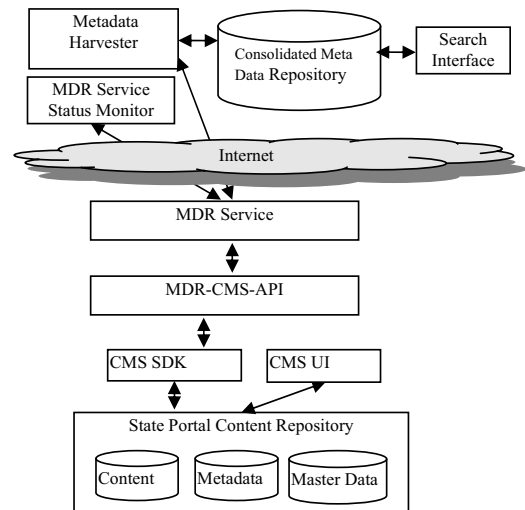 Metadata
Harvester
Consolidated Meta
Data Repository
Search
Interface
MDR Service
Status Monitor
Internet
MDR Service
MDR-CMS-API
CMS SDK
CMS UI
State Portal Content Repository
Content
Metadata
Master Data